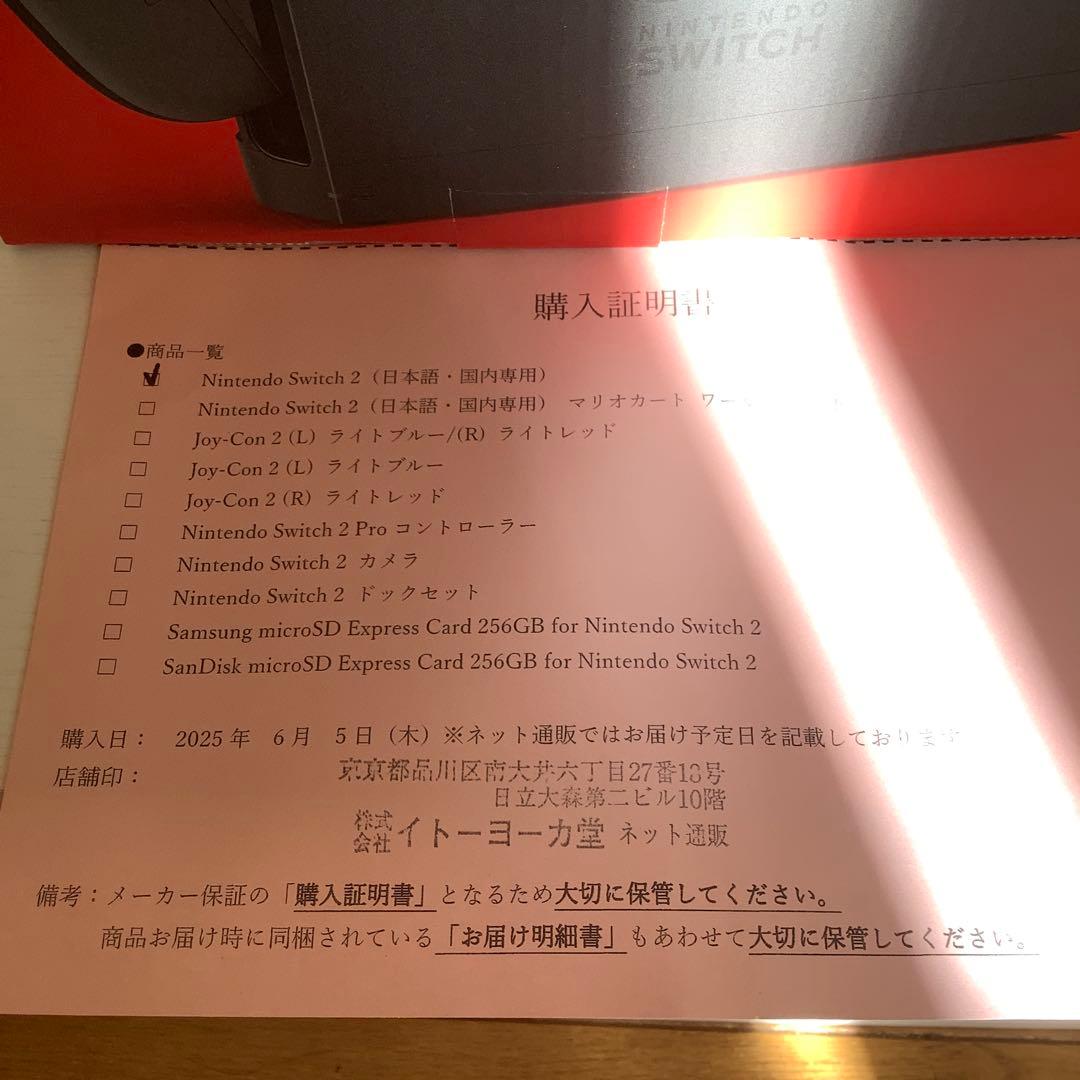 NINTENDO
SWITCH
購入証明書
●商品一覧
☑ Nintendo Switch 2（日本語・国内専用）
□ Nintendo Switch 2（日本語・国内専用） マリオカート ワー
□ Joy-Con 2 (L) ライトブルー/(R) ライトレッド
□ Joy-Con 2 (L) ライトブルー
□ Joy-Con 2 (R) ライトレッド
□ Nintendo Switch 2 Pro コントローラー
□ Nintendo Switch 2 カメラ
□ Nintendo Switch 2 ドックセット
□ Samsung microSD Express Card 256GB for Nintendo Switch 2
□ SanDisk microSD Express Card 256GB for Nintendo Switch 2
購入日： 2025年 6月 5日（木）※ネット通販ではお届け予定日を記載しております
店舗印：
東京都品川区南大井六丁目27番13号
日立大森第二ビル10階
株式会社イトーヨーカ堂 ネット通販
備考：メーカー保証の「購入証明書」となるため大切に保管してください。
商品お届け時に同梱されている「お届け明細書」もあわせて大切に保管してください。